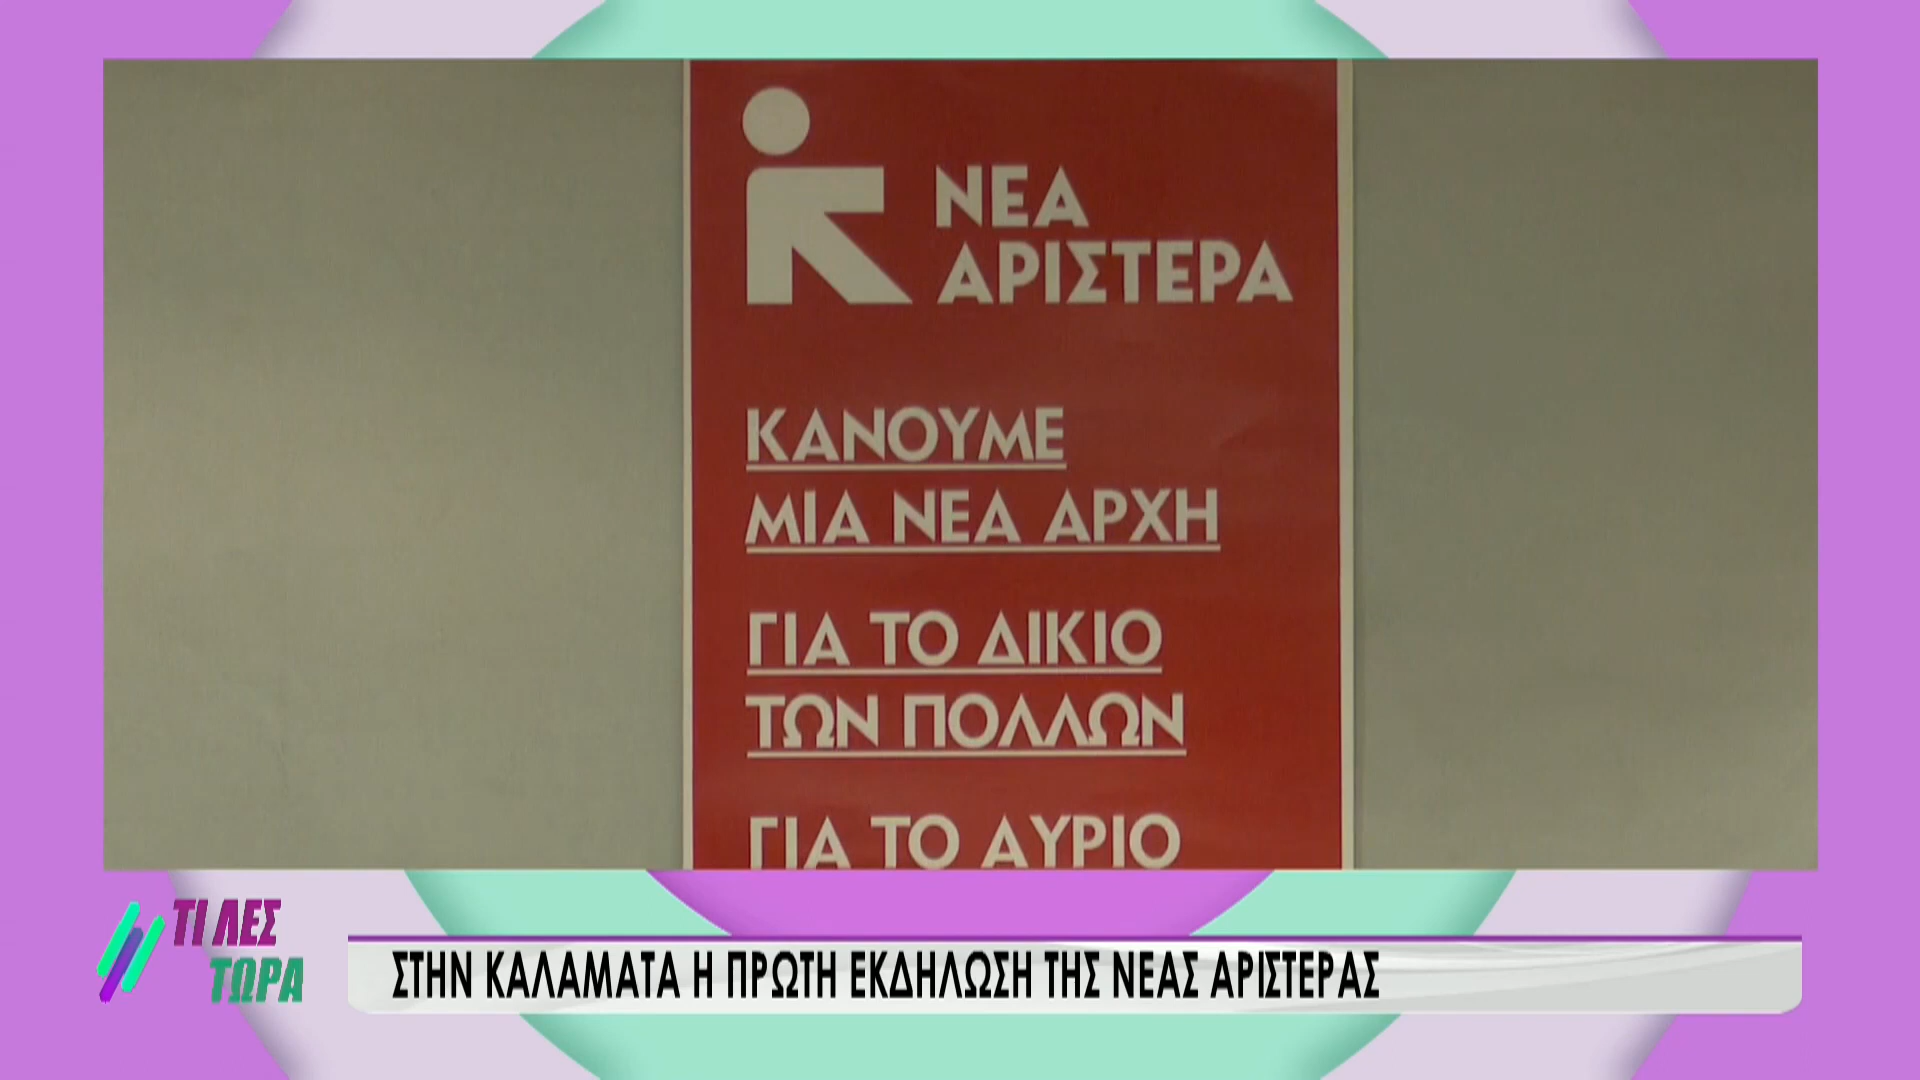 ΝΕΑ
ΑΡΙΣΤΕΡΑ
ΚΑΝΟΥΜΕ
ΜΙΑ ΝΕΑ ΑΡΧΗ
ΓΙΑ ΤΟ ΔΙΚΙΟ
ΤΩΝ ΠΟΛΛΩΝ
ΓΙΑ ΤΟ ΑΥΡΙΟ
ΤΙ ΛΕΣ
ΤΩΡΑ
ΣΤΗΝ ΚΑΛΑΜΑΤΑ Η ΠΡΩΤΗ ΕΚΔΗΛΩΣΗ ΤΗΣ ΝΕΑΣ ΑΡΙΣΤΕΡΑΣ